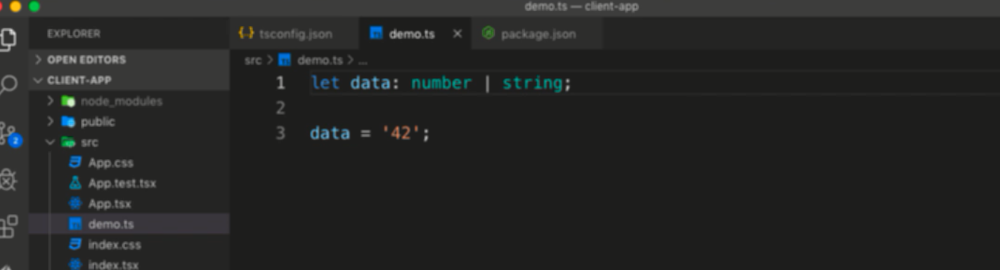 demo.ts — client-app
EXPLORER
OPEN EDITORS
CLIENT-APP
node_modules
public
src
App.css
App.test.tsx
App.tsx
demo.ts
index.css
index.tsx
2
tsconfig.json demo.ts package.json
src > demo.ts > ...
1 let data: number | string;
2
3 data = '42';